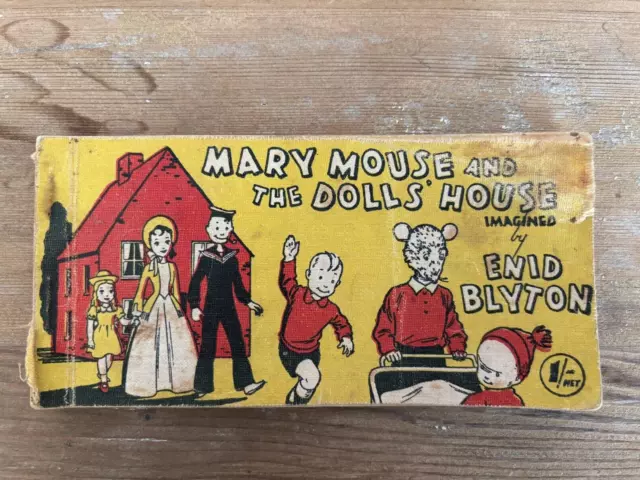 MARY MOUSE AND
THE DOLLS' HOUSE
IMAGINED
by
ENID
BLYTON
1/-
NET